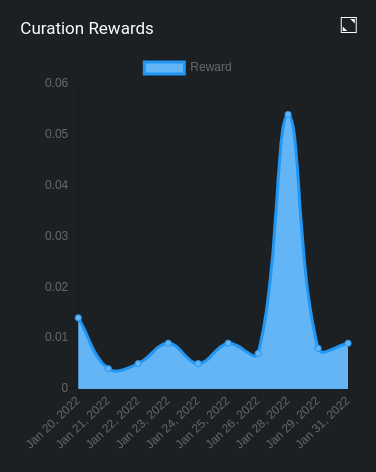 Curation Rewards
Reward
0.06
0.05
0.04
0.03
0.02
0.01
0
Jan 20, 2022
Jan 21, 2022
Jan 22, 2022
Jan 23, 2022
Jan 24, 2022
Jan 25, 2022
Jan 26, 2022
Jan 28, 2022
Jan 29, 2022
Jan 31, 2022